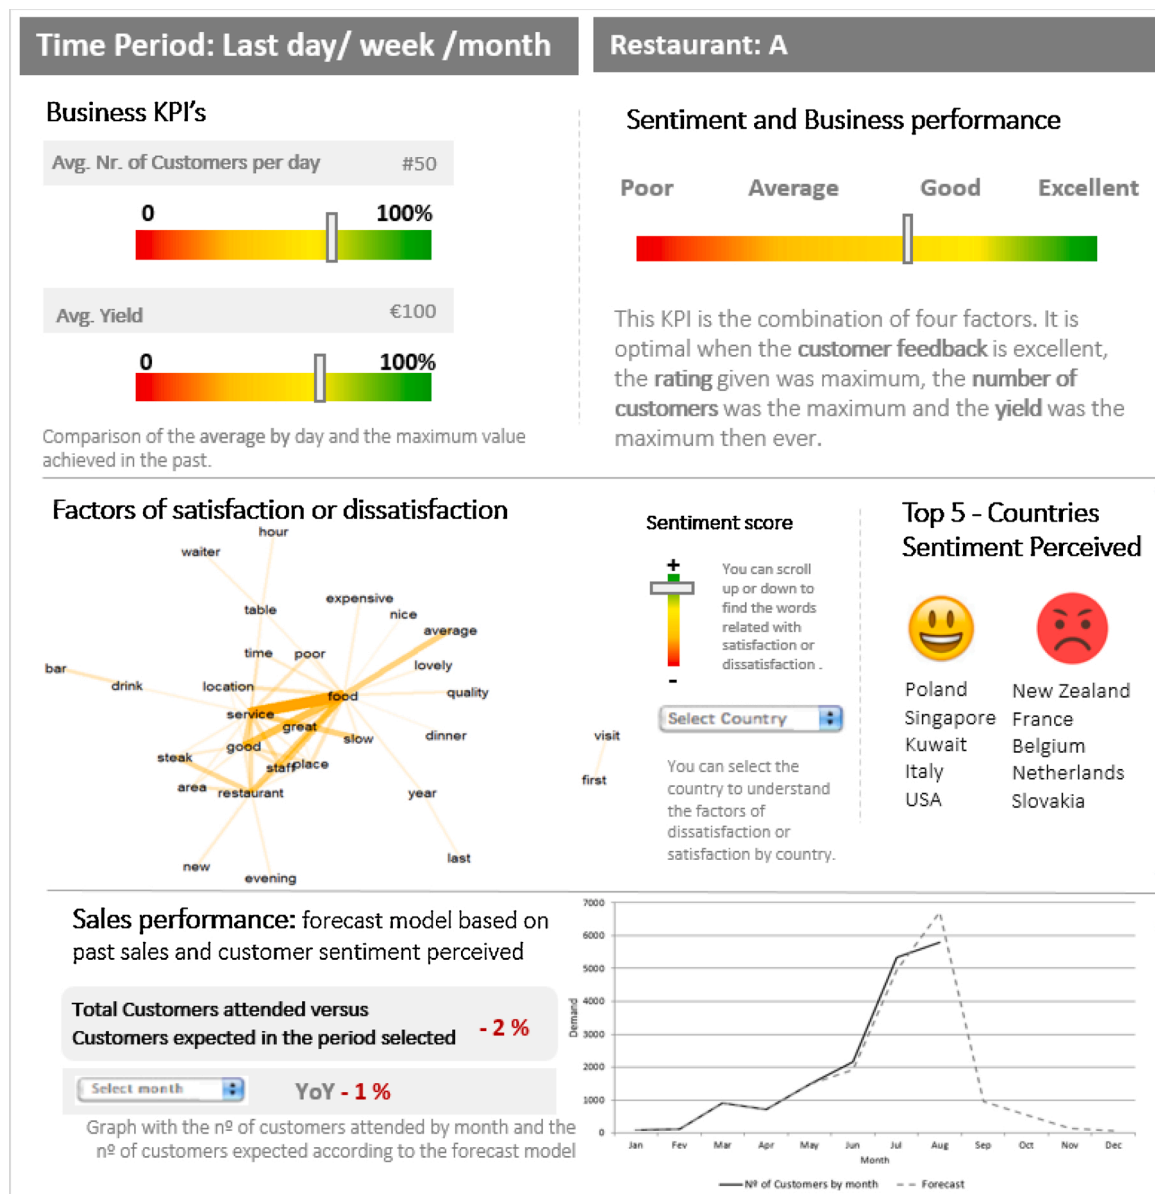 Time Period: Last day/ week /month
Restaurant: A
Business KPI's
Avg. Nr. of Customers per day #50
0 100%
Avg. Yield €100
0 100%
Comparison of the average by day and the maximum value
achieved in the past.
Sentiment and Business performance
Poor Average Good Excellent
This KPI is the combination of four factors. It is
optimal when the customer feedback is excellent,
the rating given was maximum, the number of
customers was the maximum and the yield was the
maximum then ever.
Factors of satisfaction or dissatisfaction
hour
waiter
table
expensive
nice
average
time
poor
lovely
bar
drink
location
food
quality
service
great
good
slow
dinner
steak
staff
place
area
restaurant
year
new
evening
last
visit
first
Sentiment score
+
-
You can scroll
up or down to
find the words
related with
satisfaction or
dissatisfaction .
Select Country
You can select the
country to understand
the factors of
dissatisfaction or
satisfaction by country.
Top 5 - Countries
Sentiment Perceived
Poland New Zealand
Singapore France
Kuwait Belgium
Italy Netherlands
USA Slovakia
Sales performance: forecast model based on
past sales and customer sentiment perceived
Total Customers attended versus
Customers expected in the period selected - 2 %
Select month YoY - 1 %
Graph with the nº of customers attended by month and the
nº of customers expected according to the forecast model
7000
6000
5000
4000
3000
2000
1000
0
Demand
Jan Fev Mar Apr May Jun Jul Aug Sep Oct Nov Dec
Month
Nº of Customers by month Forecast